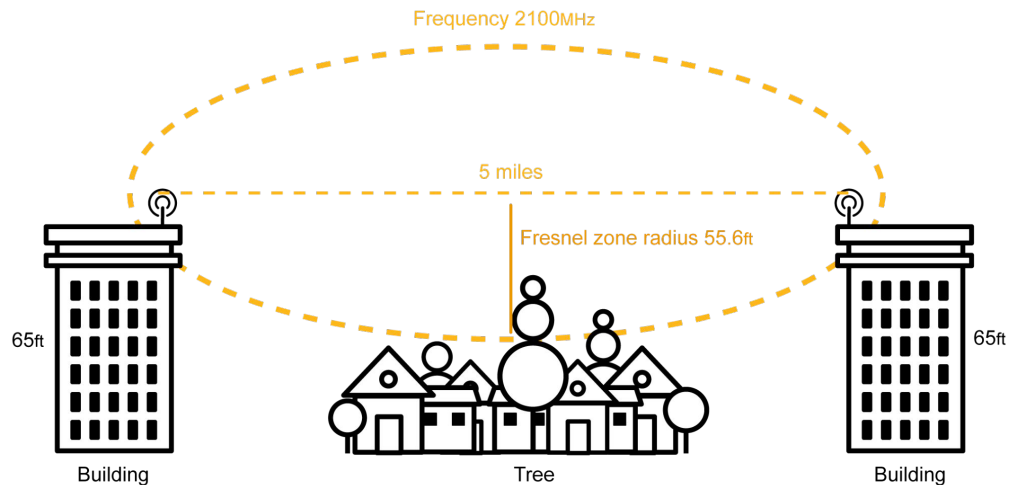 Frequency 2100MHz
5 miles
Fresnel zone radius 55.6ft
65ft
65ft
Building
Tree
Building